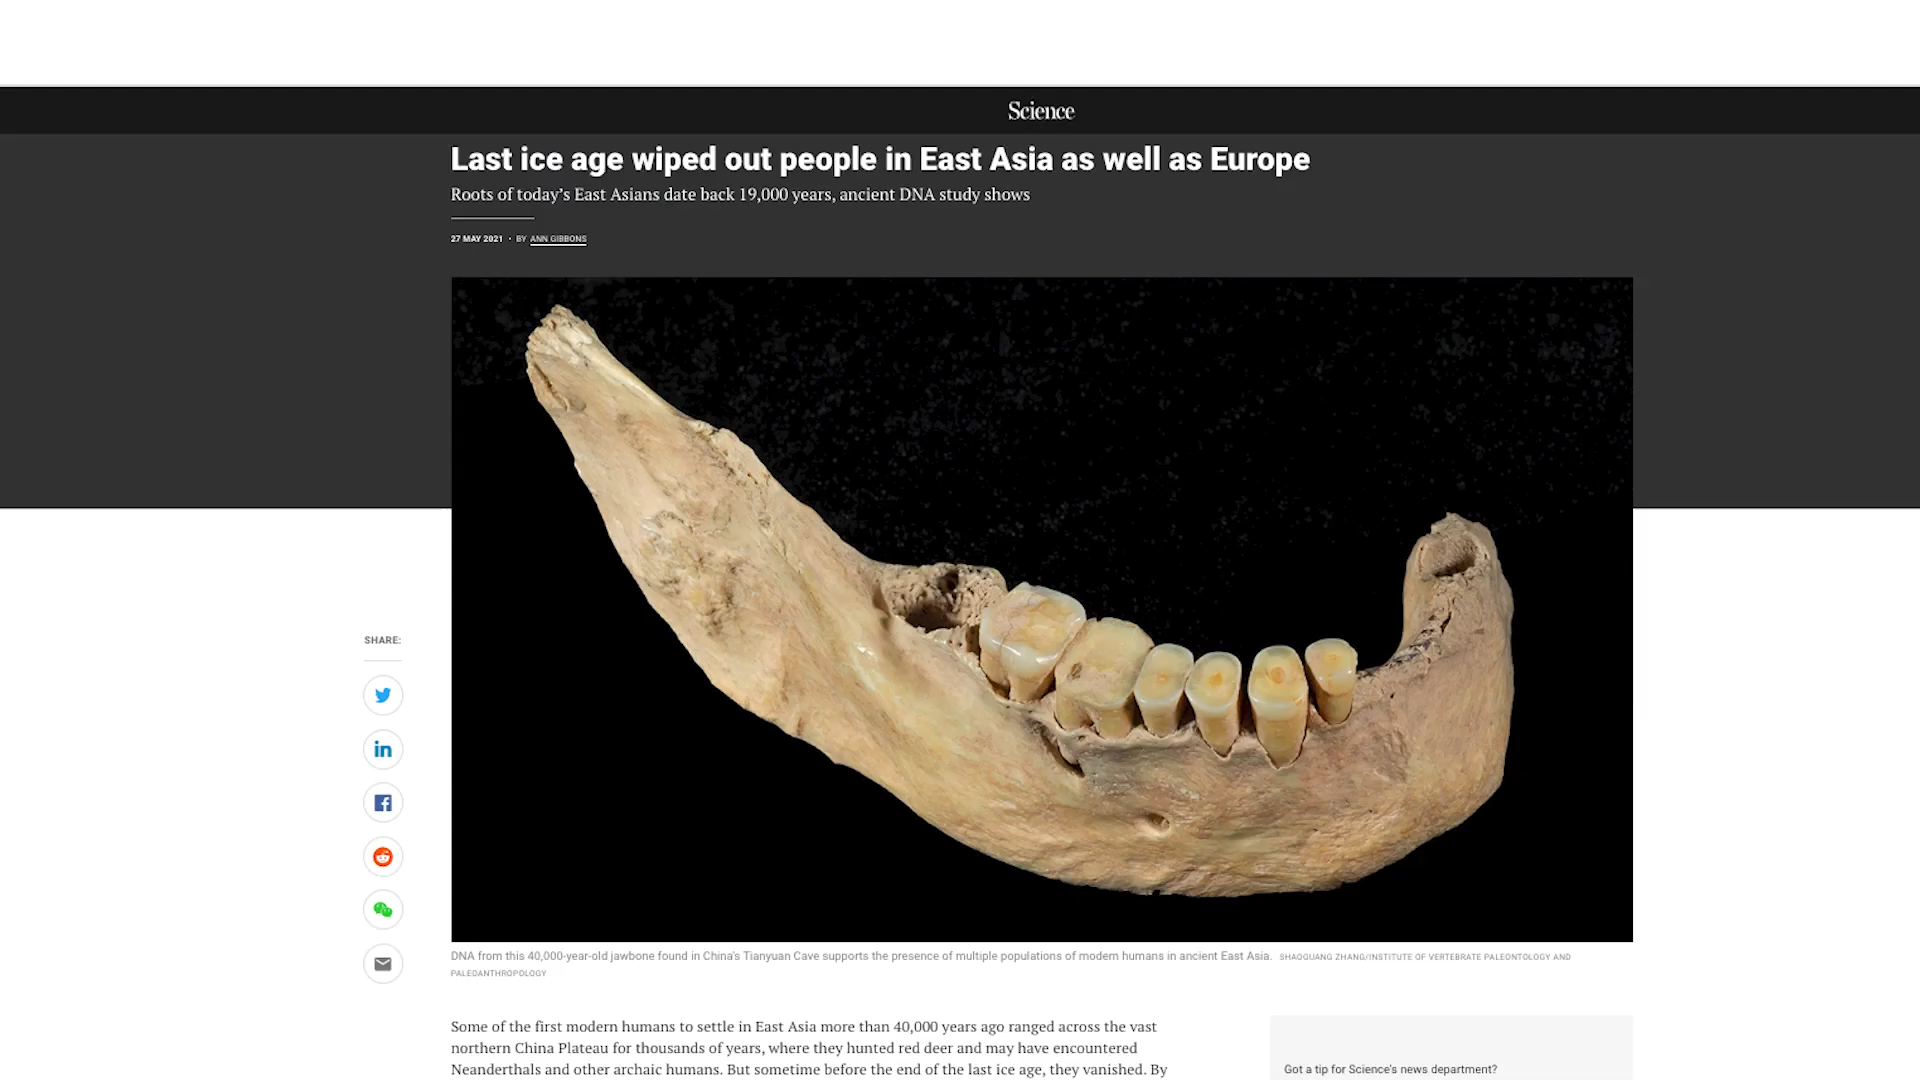 Science
Last ice age wiped out people in East Asia as well as Europe
Roots of today’s East Asians date back 19,000 years, ancient DNA study shows
27 MAY 2021 · BY ANN GIBBONS
SHARE:
DNA from this 40,000-year-old jawbone found in China's Tianyuan Cave supports the presence of multiple populations of modern humans in ancient East Asia. SHAOGUANG ZHANG/INSTITUTE OF VERTEBRATE PALEONTOLOGY AND
PALEOANTHROPOLOGY
Some of the first modern humans to settle in East Asia more than 40,000 years ago ranged across the vast
northern China Plateau for thousands of years, where they hunted red deer and may have encountered
Neanderthals and other archaic humans. But sometime before the end of the last ice age, they vanished. By
Got a tip for Science's news department?